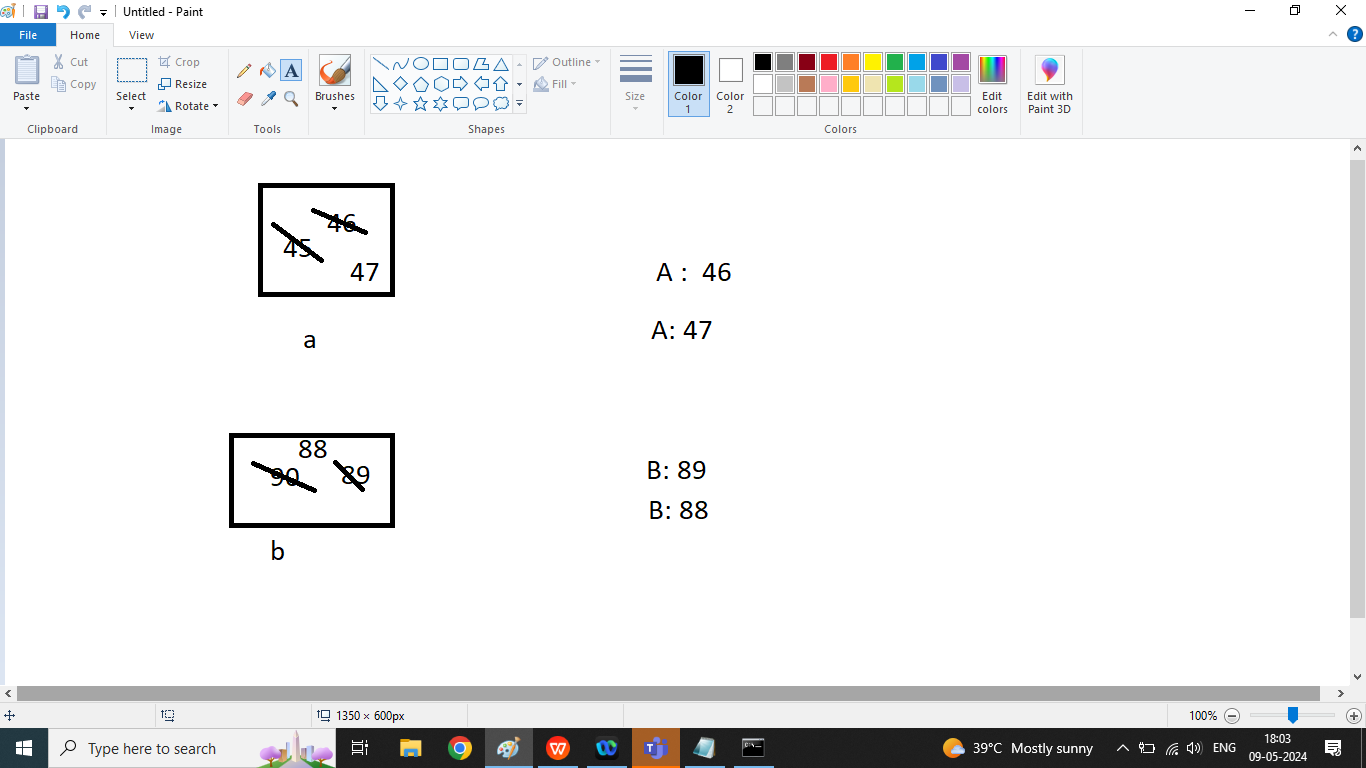 Untitled - Paint
File Home View
Paste
Cut
Copy
Clipboard
Select
Crop
Resize
Rotate
Image
A
Tools
Brushes
Shapes
Outline
Fill
Size
Color 1
Color 2
Colors
Edit colors
Edit with Paint 3D
46
45
47
a
A : 46
A: 47
88
90 89
b
B: 89
B: 88
1350 × 600px
100%
Type here to search
39°C Mostly sunny
ENG
18:03
09-05-2024